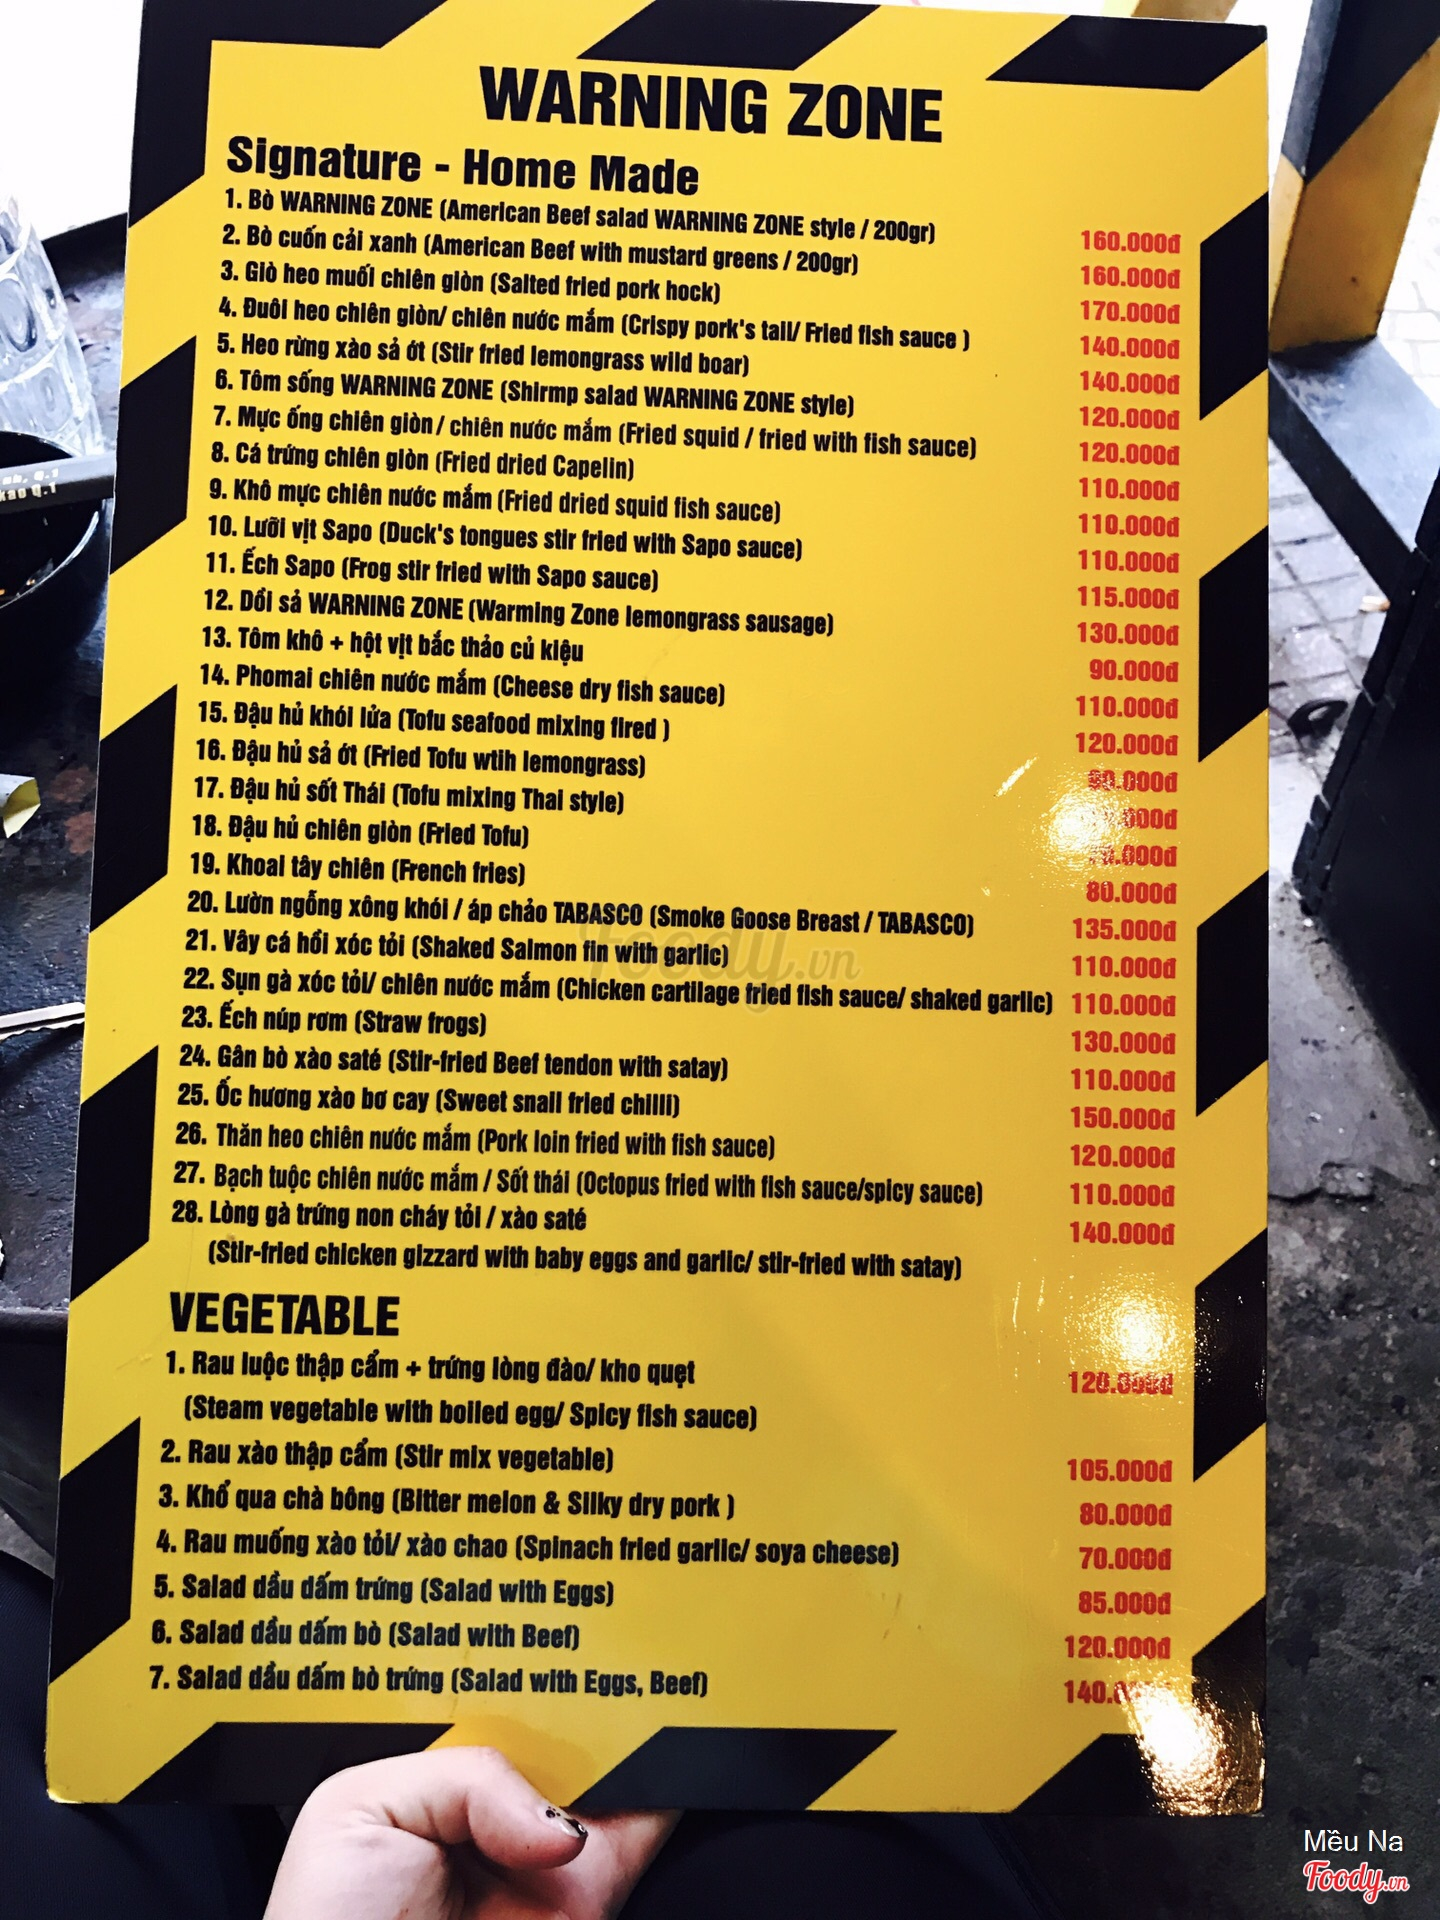 WARNING ZONE
Signature - Home Made
1. Bò WARNING ZONE (American Beef salad WARNING ZONE style / 200gr) 160.000đ
2. Bò cuốn cải xanh (American Beef with mustard greens / 200gr) 160.000đ
3. Giò heo muối chiên giòn (Salted fried pork hock) 170.000đ
4. Đuôi heo chiên giòn/ chiên nước mắm (Crispy pork's tail/ Fried fish sauce ) 140.000đ
5. Heo rừng xào sả ớt (Stir fried lemongrass wild boar) 140.000đ
6. Tôm sống WARNING ZONE (Shirmp salad WARNING ZONE style) 120.000đ
7. Mực ống chiên giòn / chiên nước mắm (Fried squid / fried with fish sauce) 120.000đ
8. Cá trứng chiên giòn (Fried dried Capelin) 110.000đ
9. Khô mực chiên nước mắm (Fried dried squid fish sauce) 110.000đ
10. Lưỡi vịt Sapo (Duck's tongues stir fried with Sapo sauce) 110.000đ
11. Ếch Sapo (Frog stir fried with Sapo sauce) 115.000đ
12. Dồi sả WARNING ZONE (Warming Zone lemongrass sausage) 130.000đ
13. Tôm khô + hột vịt bắc thảo củ kiệu 90.000đ
14. Phomai chiên nước mắm (Cheese dry fish sauce) 110.000đ
15. Đậu hủ khói lửa (Tofu seafood mixing fired ) 120.000đ
16. Đậu hủ sả ớt (Fried Tofu wtih lemongrass) 90.000đ
17. Đậu hủ sốt Thái (Tofu mixing Thai style)
18. Đậu hủ chiên giòn (Fried Tofu)
19. Khoai tây chiên (French fries) 80.000đ
20. Lườn ngỗng xông khói / áp chảo TABASCO (Smoke Goose Breast / TABASCO) 135.000đ
21. Vây cá hồi xóc tỏi (Shaked Salmon fin with garlic) 110.000đ
22. Sụn gà xóc tỏi/ chiên nước mắm (Chicken cartilage fried fish sauce/ shaked garlic) 110.000đ
23. Ếch núp rơm (Straw frogs) 130.000đ
24. Gân bò xào saté (Stir-fried Beef tendon with satay) 110.000đ
25. Ốc hương xào bơ cay (Sweet snail fried chilli) 150.000đ
26. Thăn heo chiên nước mắm (Pork loin fried with fish sauce) 120.000đ
27. Bạch tuộc chiên nước mắm / Sốt thái (Octopus fried with fish sauce/spicy sauce) 110.000đ
28. Lòng gà trứng non cháy tỏi / xào saté 140.000đ
(Stir-fried chicken gizzard with baby eggs and garlic/ stir-fried with satay)
VEGETABLE
1. Rau luộc thập cẩm + trứng lòng đào/ kho quẹt 120.000đ
(Steam vegetable with boiled egg/ Spicy fish sauce)
2. Rau xào thập cẩm (Stir mix vegetable) 105.000đ
3. Khổ qua chà bông (Bitter melon & Silky dry pork ) 80.000đ
4. Rau muống xào tỏi/ xào chao (Spinach fried garlic/ soya cheese) 70.000đ
5. Salad dầu dấm trứng (Salad with Eggs) 85.000đ
6. Salad dầu dấm bò (Salad with Beef) 120.000đ
7. Salad dầu dấm bò trứng (Salad with Eggs, Beef)
Foody.vn
Mều Na
Foody.vn